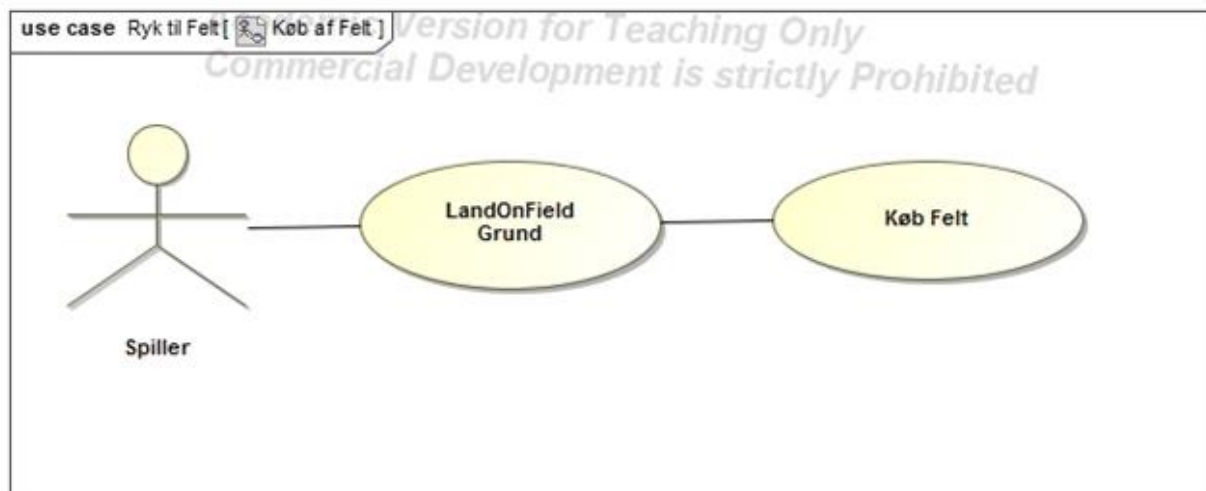 Academic Version for Teaching Only
use case Ryk til Felt [ Køb af Felt ]
Commercial Development is strictly Prohibited
LandOnField
Grund
Køb Felt
Spiller